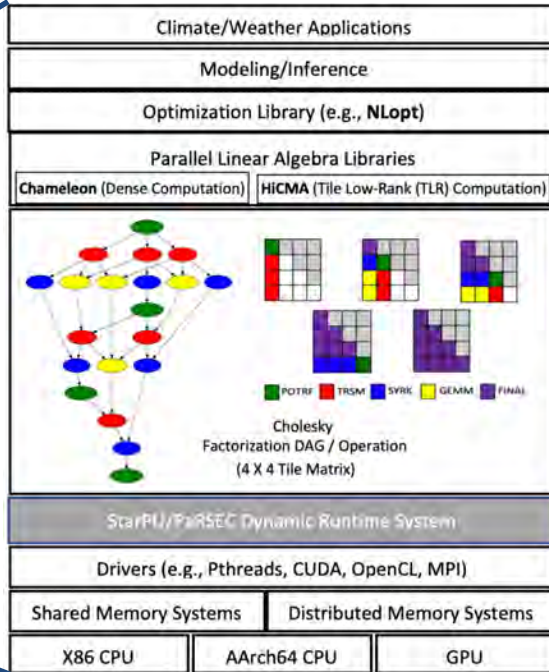 Climate/Weather Applications
Modeling/Inference
Optimization Library (e.g., NLopt)
Parallel Linear Algebra Libraries
Chameleon (Dense Computation)
HiCMA (Tile Low-Rank (TLR) Computation)
POTRF TRSM SYRK GEMM FINAL
Cholesky
Factorization DAG / Operation
(4 X 4 Tile Matrix)
StarPU/PaRSEC Dynamic Runtime System
Drivers (e.g., Pthreads, CUDA, OpenCL, MPI)
Shared Memory Systems
Distributed Memory Systems
X86 CPU
AArch64 CPU
GPU